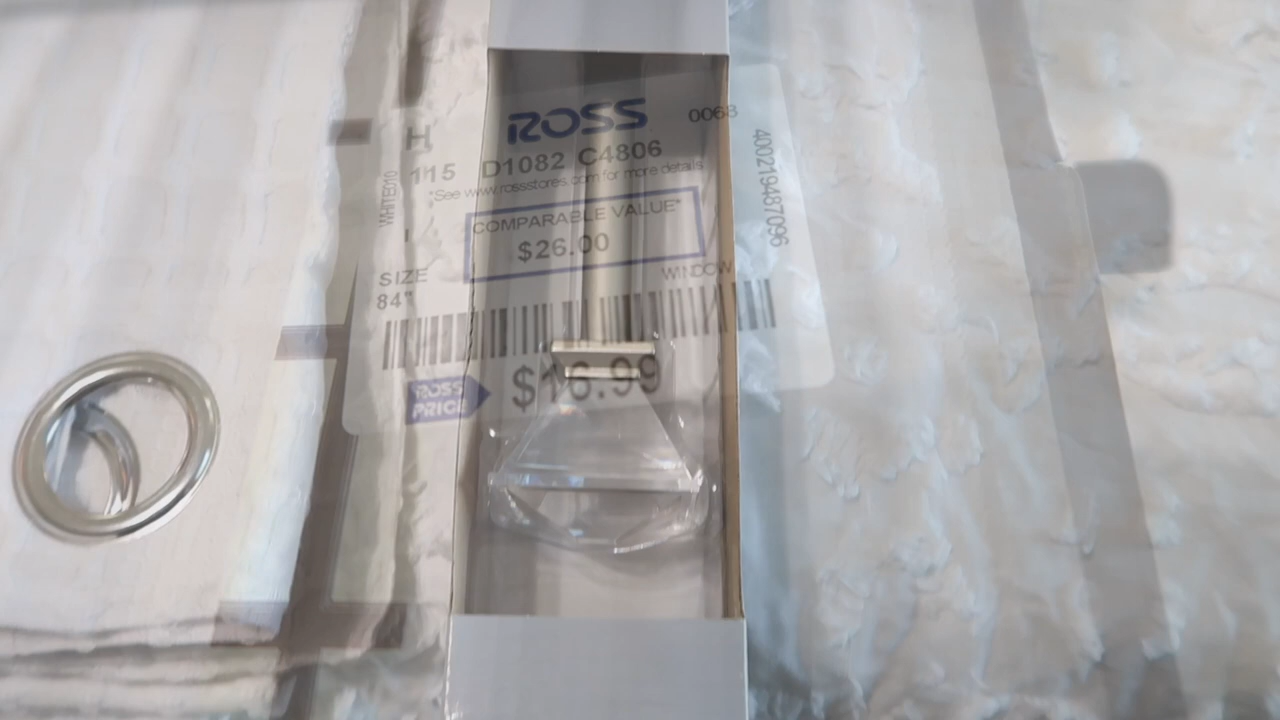 ROSS 0068
H
115 D1082 C4806
*See www.rossstores.com for more details
WHITE010
COMPARABLE VALUE*
$26.00
SIZE
84"
WINDOW
400219487096
ROSS PRICE $16.99